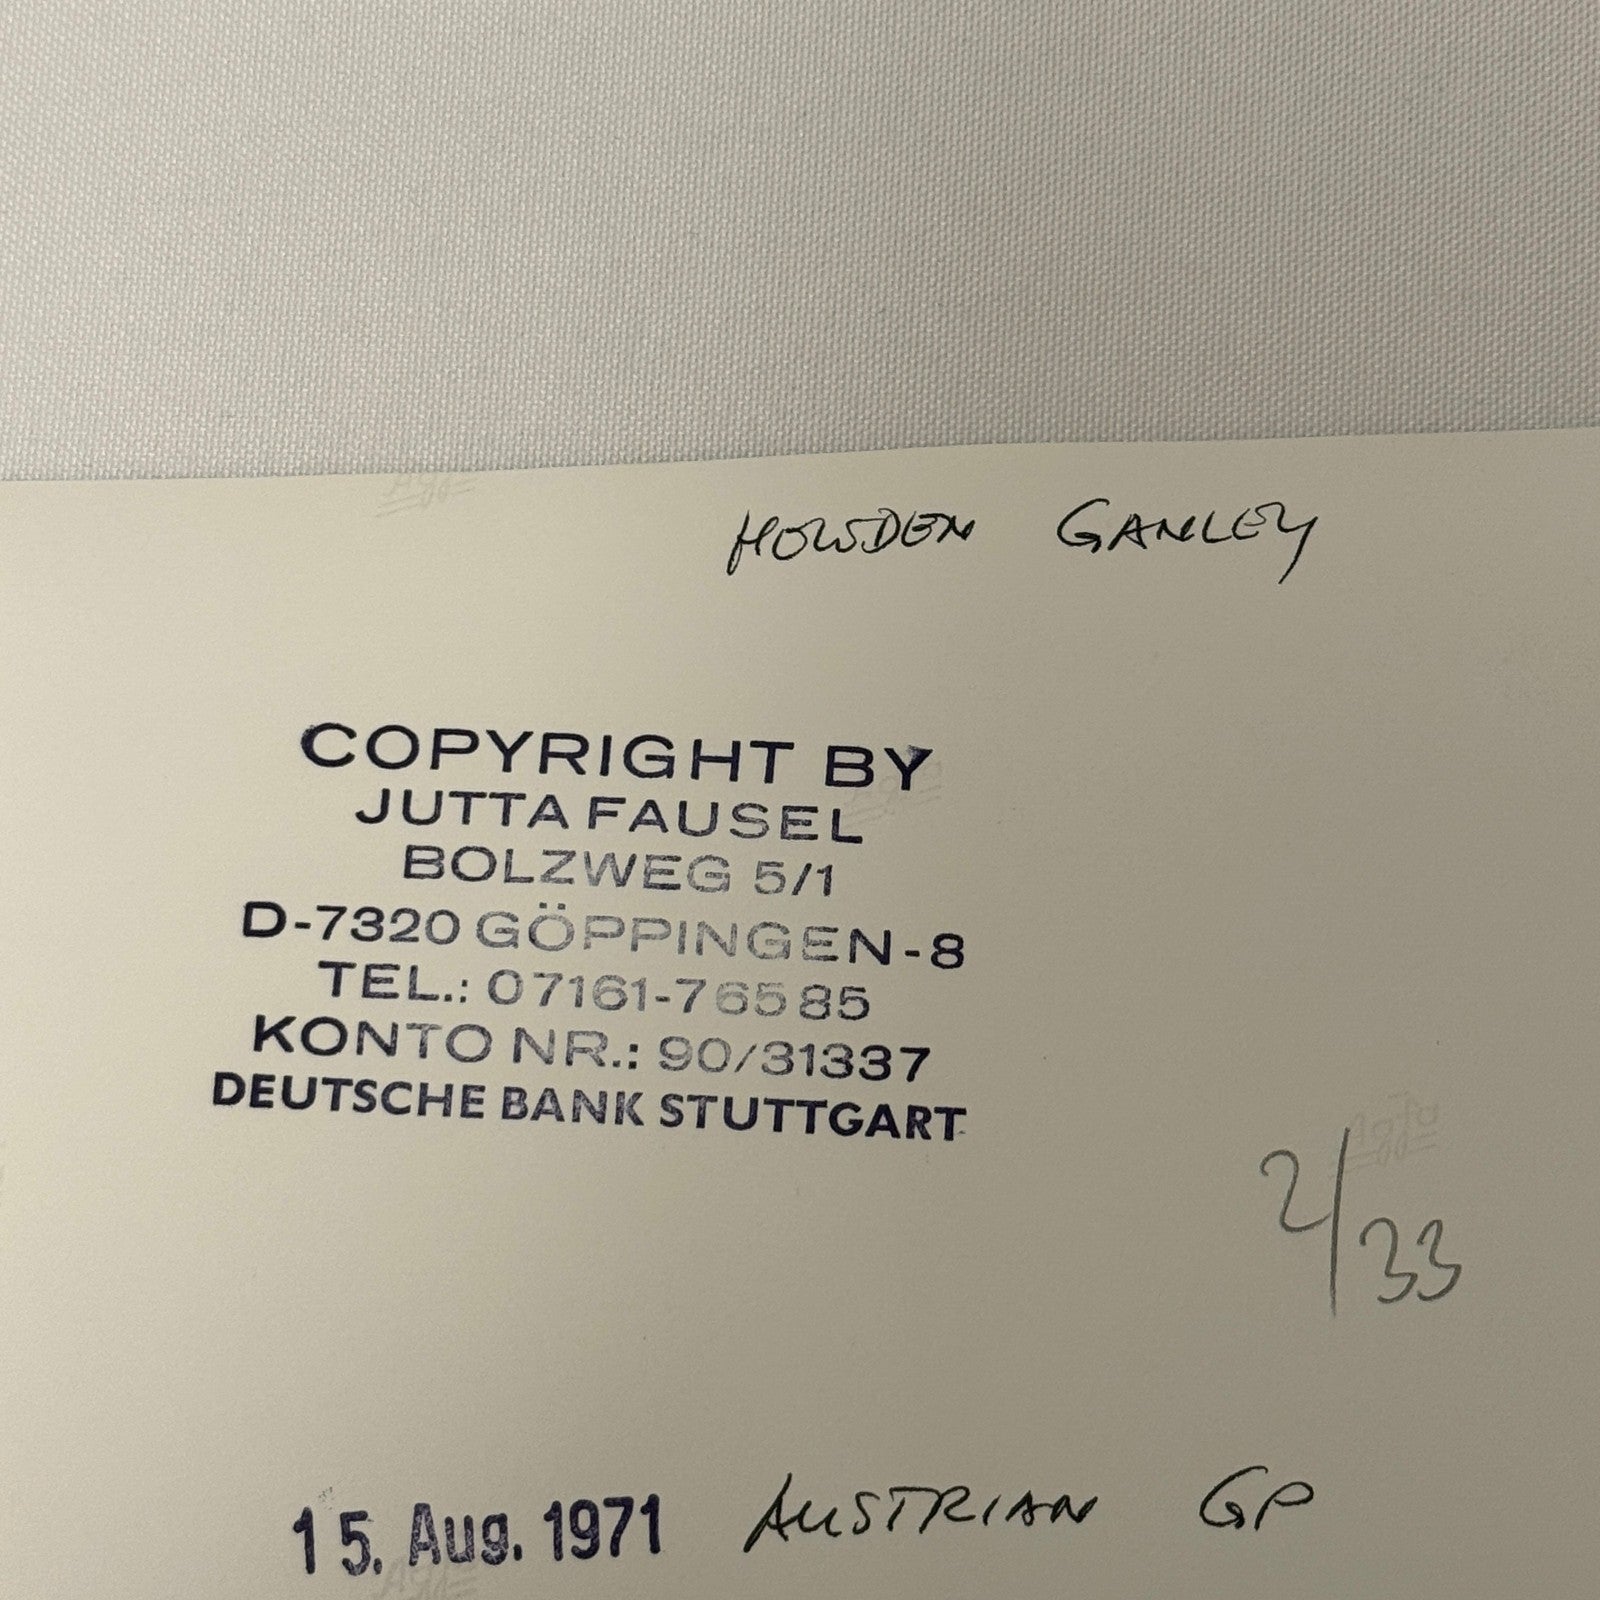 HOWDEN GANLEY
COPYRIGHT BY
JUTTA FAUSEL
BOLZWEG 5/1
D-7320 GÖPPINGEN-8
TEL.: 07161-76585
KONTO NR.: 90/31337
DEUTSCHE BANK STUTTGART
2/33
15. Aug. 1971 AUSTRIAN GP